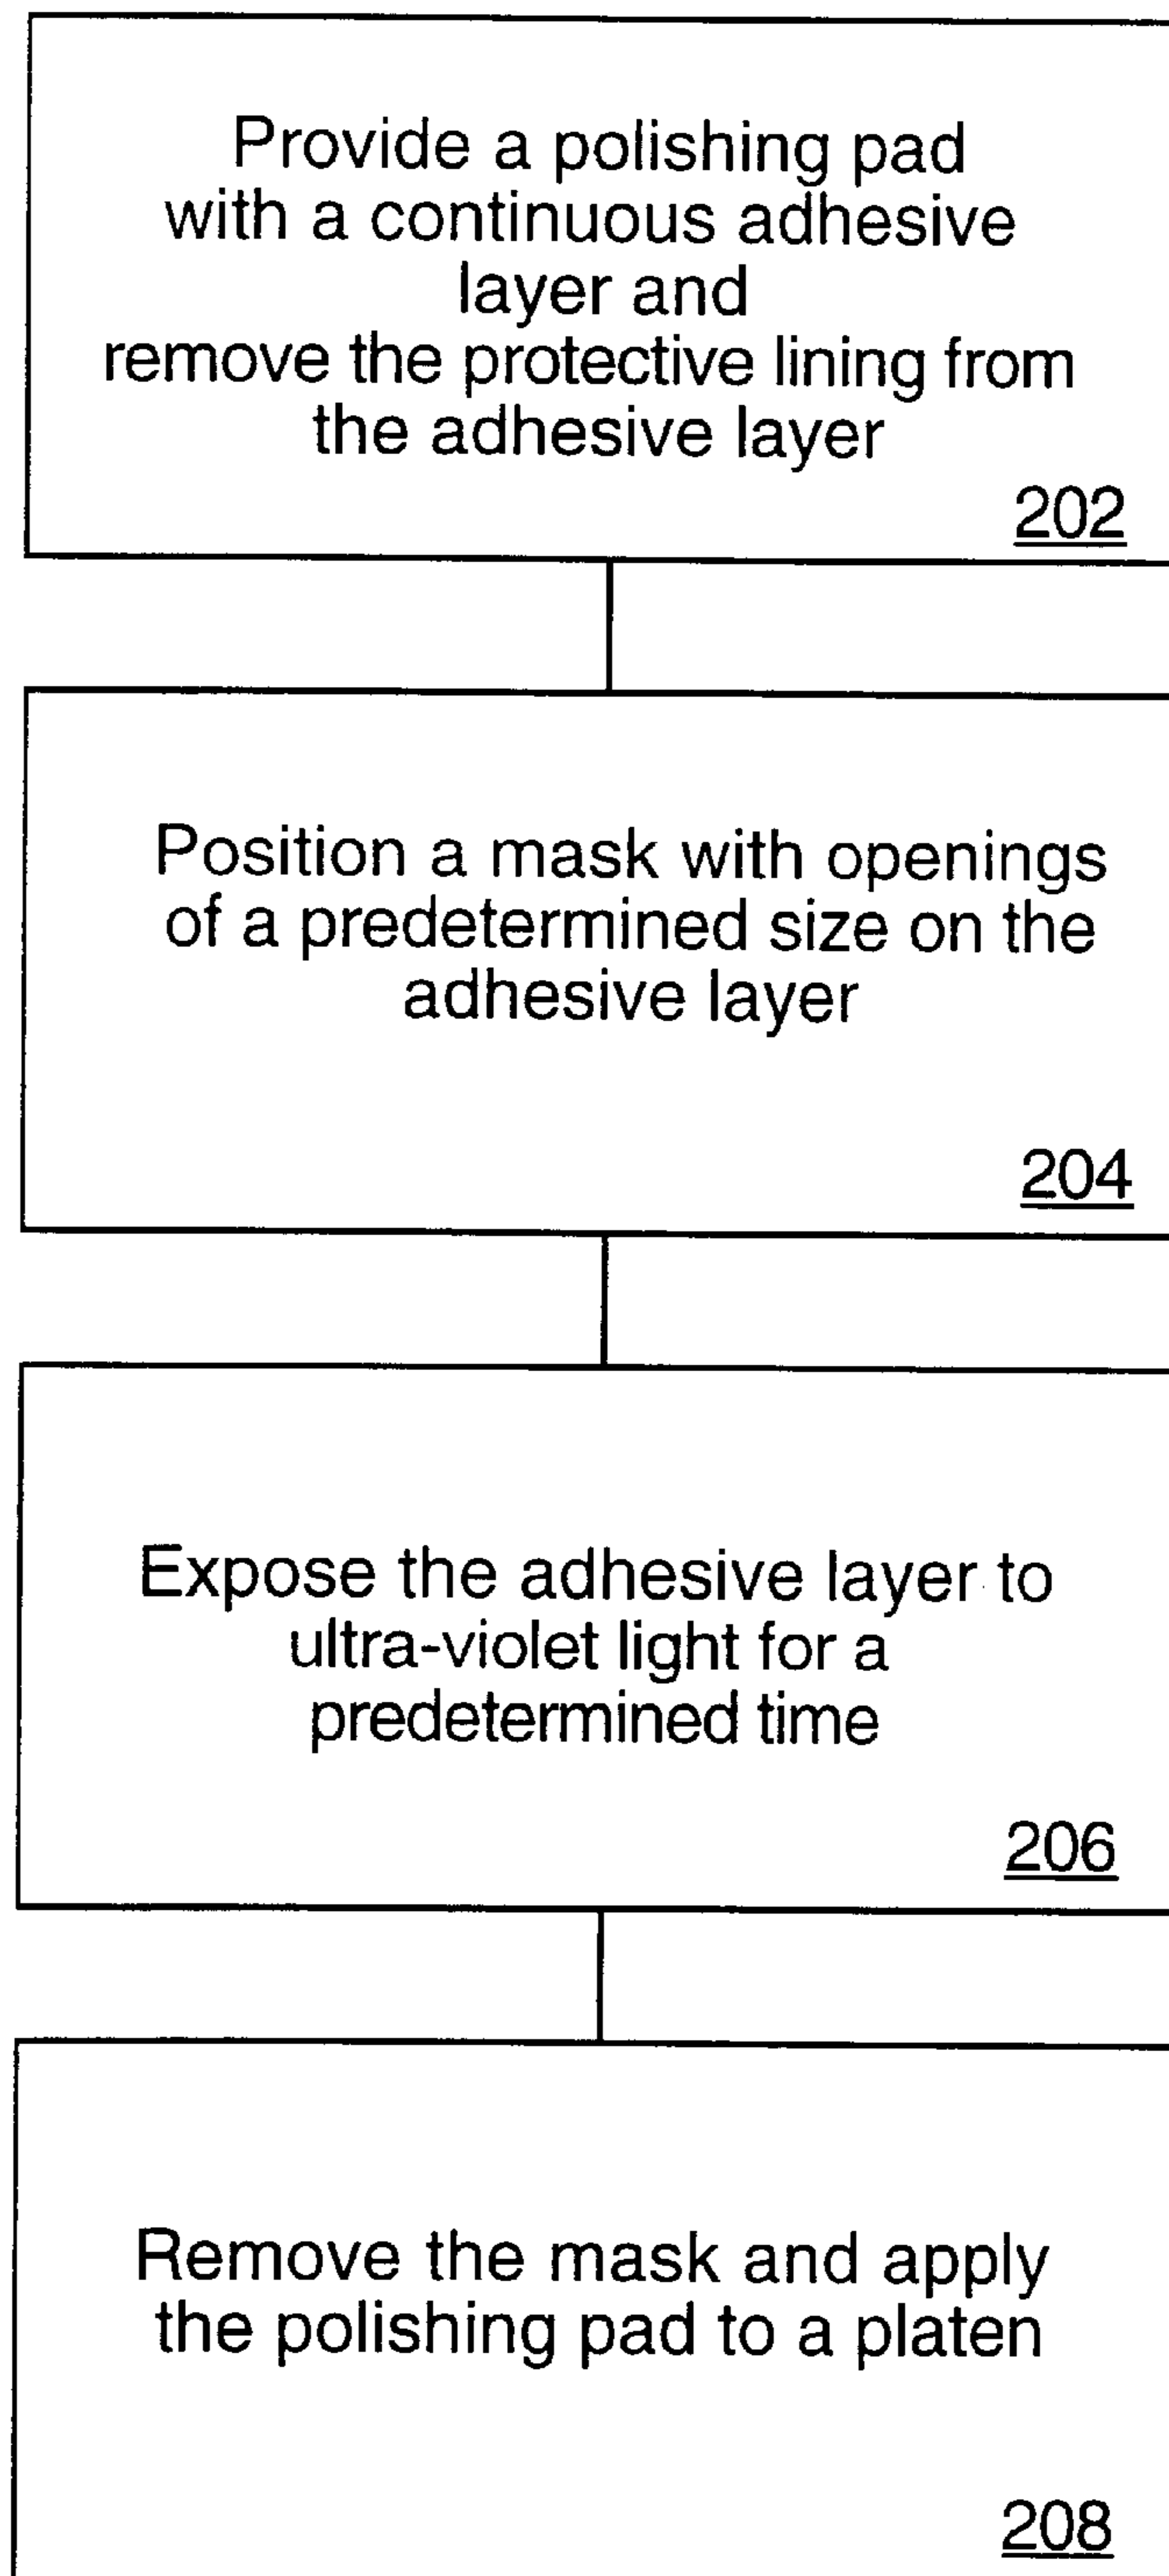 Provide a polishing pad
with a continuous adhesive
layer and
remove the protective lining from
the adhesive layer
202
Position a mask with openings
of a predetermined size on the
adhesive layer
204
Expose the adhesive layer to
ultra-violet light for a
predetermined time
206
Remove the mask and apply
the polishing pad to a platen
208